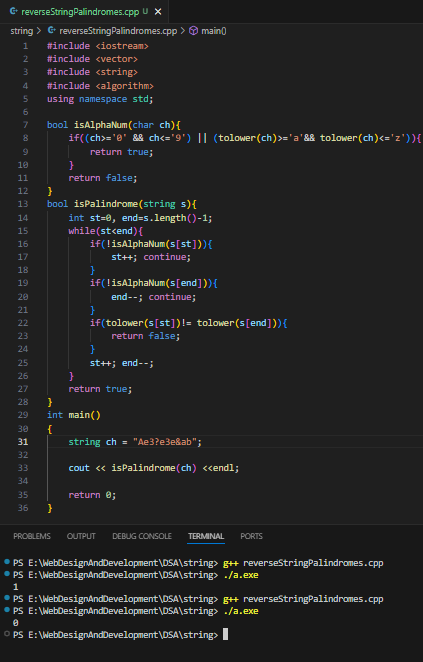 reverseStringPalindromes.cpp U ×
string > reverseStringPalindromes.cpp > main()
1 #include <iostream>
2 #include <vector>
3 #include <string>
4 #include <algorithm>
5 using namespace std;
6
7 bool isAlphaNum(char ch){
8     if((ch>='0' && ch<='9') || (tolower(ch)>='a'&& tolower(ch)<='z')){
9         return true;
10     }
11     return false;
12 }
13 bool isPalindrome(string s){
14     int st=0, end=s.length()-1;
15     while(st<end){
16         if(!isAlphaNum(s[st])){
17             st++; continue;
18         }
19         if(!isAlphaNum(s[end])){
20             end--; continue;
21         }
22         if(tolower(s[st])!= tolower(s[end])){
23             return false;
24         }
25         st++; end--;
26     }
27     return true;
28 }
29 int main()
30 {
31     string ch = "Ae3?e3e&ab";
32
33     cout << isPalindrome(ch) <<endl;
34
35     return 0;
36 }
PROBLEMS OUTPUT DEBUG CONSOLE TERMINAL PORTS
PS E:\WebDesignAndDevelopment\DSA\string> g++ reverseStringPalindromes.cpp
PS E:\WebDesignAndDevelopment\DSA\string> ./a.exe
1
PS E:\WebDesignAndDevelopment\DSA\string> g++ reverseStringPalindromes.cpp
PS E:\WebDesignAndDevelopment\DSA\string> ./a.exe
0
PS E:\WebDesignAndDevelopment\DSA\string>